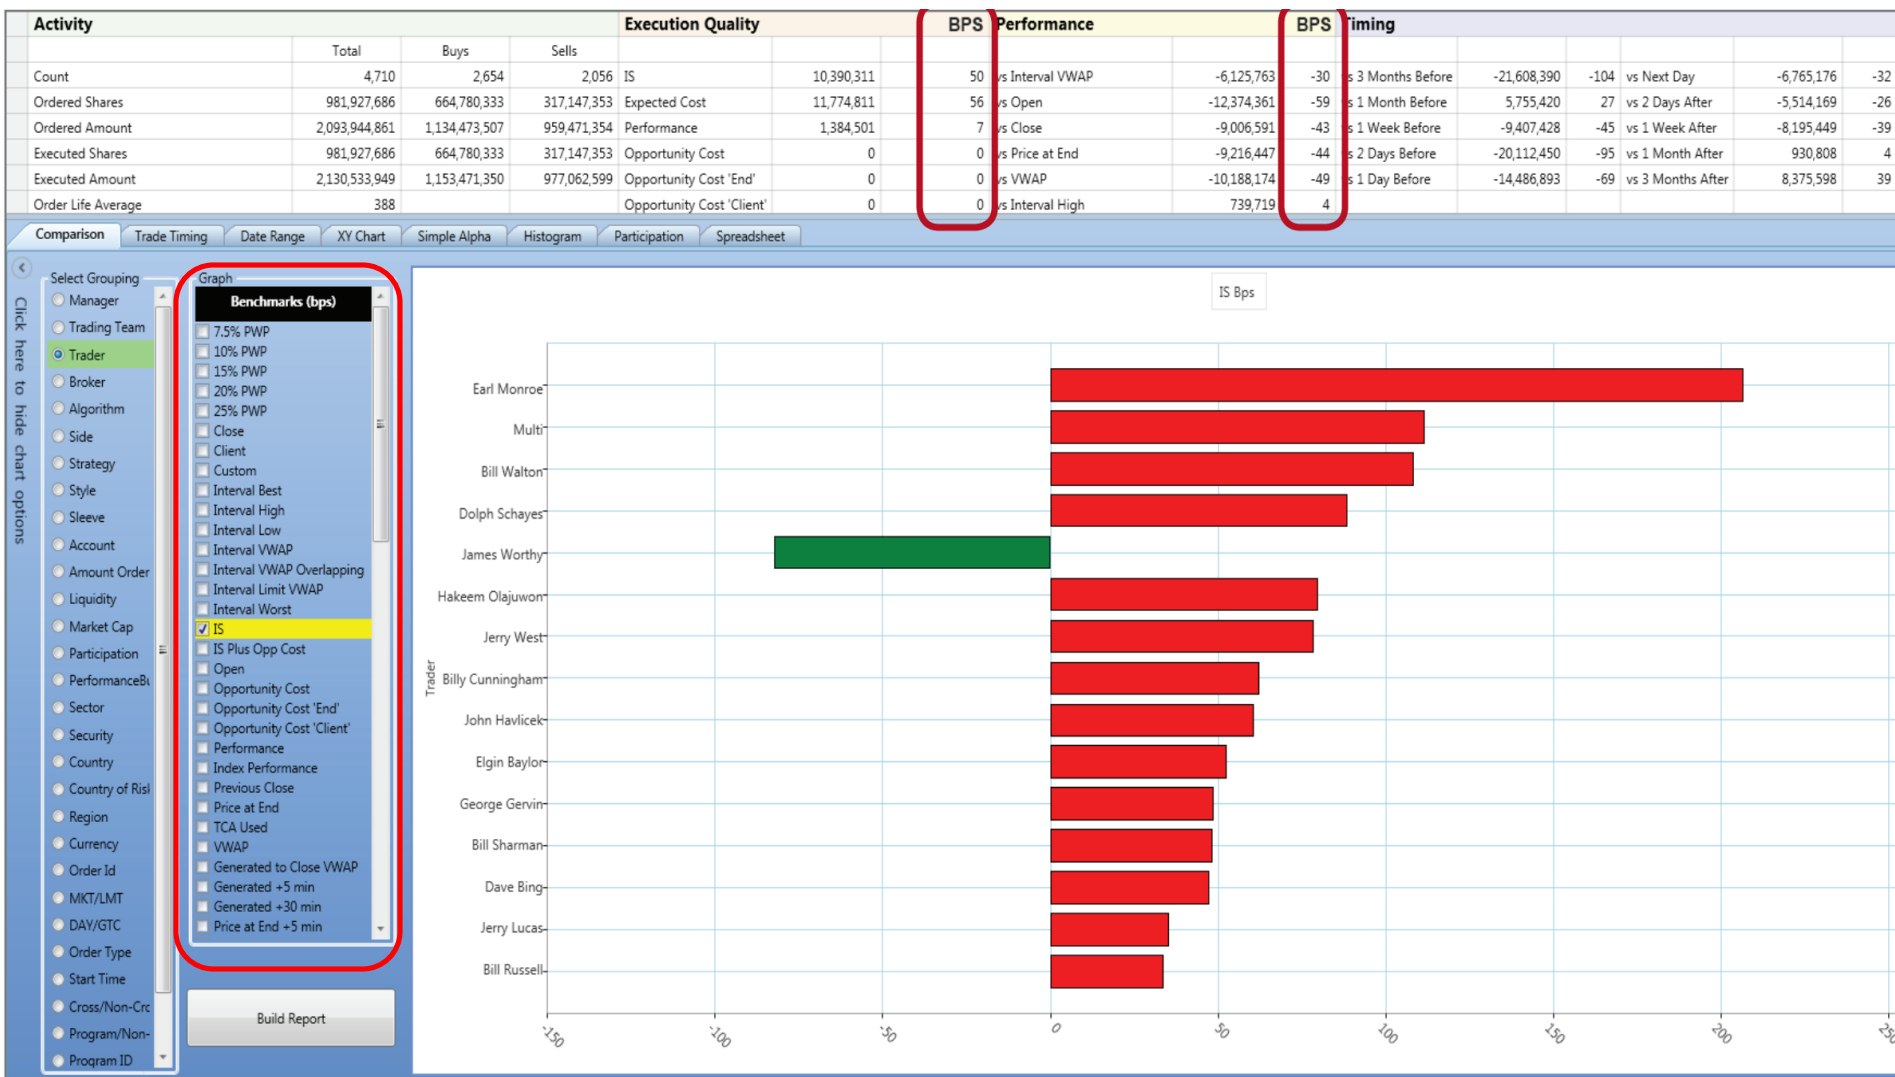 Activity Execution Quality BPS Performance BPS Timing
Total Buys Sells
Count 4,710 2,654 2,056 IS 10,390,311 50 vs Interval VWAP -6,125,763 -30 s 3 Months Before -21,608,390 -104 vs Next Day -6,765,176 -32
Ordered Shares 981,927,686 664,780,333 317,147,353 Expected Cost 11,774,811 56 vs Open -12,374,361 -59 s 1 Month Before 5,755,420 27 vs 2 Days After -5,514,169 -26
Ordered Amount 2,093,944,861 1,134,473,507 959,471,354 Performance 1,384,501 7 vs Close -9,006,591 -43 s 1 Week Before -9,407,428 -45 vs 1 Week After -8,195,449 -39
Executed Shares 981,927,686 664,780,333 317,147,353 Opportunity Cost 0 0 vs Price at End -9,216,447 -44 s 2 Days Before -20,112,450 -95 vs 1 Month After 930,808 4
Executed Amount 2,130,533,949 1,153,471,350 977,062,599 Opportunity Cost 'End' 0 0 vs VWAP -10,188,174 -49 s 1 Day Before -14,486,893 -69 vs 3 Months After 8,375,598 39
Order Life Average 388 Opportunity Cost 'Client' 0 0 vs Interval High 739,719 4
Comparison Trade Timing Date Range XY Chart Simple Alpha Histogram Participation Spreadsheet
Click here to hide chart options
Select Grouping
Manager
Trading Team
Trader
Broker
Algorithm
Side
Strategy
Style
Sleeve
Account
Amount Order
Liquidity
Market Cap
Participation
PerformanceBu
Sector
Security
Country
Country of Risk
Region
Currency
Order Id
MKT/LMT
DAY/GTC
Order Type
Start Time
Cross/Non-Crc
Program/Non-
Program ID
Graph
Benchmarks (bps)
7.5% PWP
10% PWP
15% PWP
20% PWP
25% PWP
Close
Client
Custom
Interval Best
Interval High
Interval Low
Interval VWAP
Interval VWAP Overlapping
Interval Limit VWAP
Interval Worst
IS
IS Plus Opp Cost
Open
Opportunity Cost
Opportunity Cost 'End'
Opportunity Cost 'Client'
Performance
Index Performance
Previous Close
Price at End
TCA Used
VWAP
Generated to Close VWAP
Generated +5 min
Generated +30 min
Price at End +5 min
Build Report
IS Bps
Trader
Earl Monroe
Multi
Bill Walton
Dolph Schayes
James Worthy
Hakeem Olajuwon
Jerry West
Billy Cunningham
John Havlicek
Elgin Baylor
George Gervin
Bill Sharman
Dave Bing
Jerry Lucas
Bill Russell
-150 -100 -50 0 50 100 150 200 250